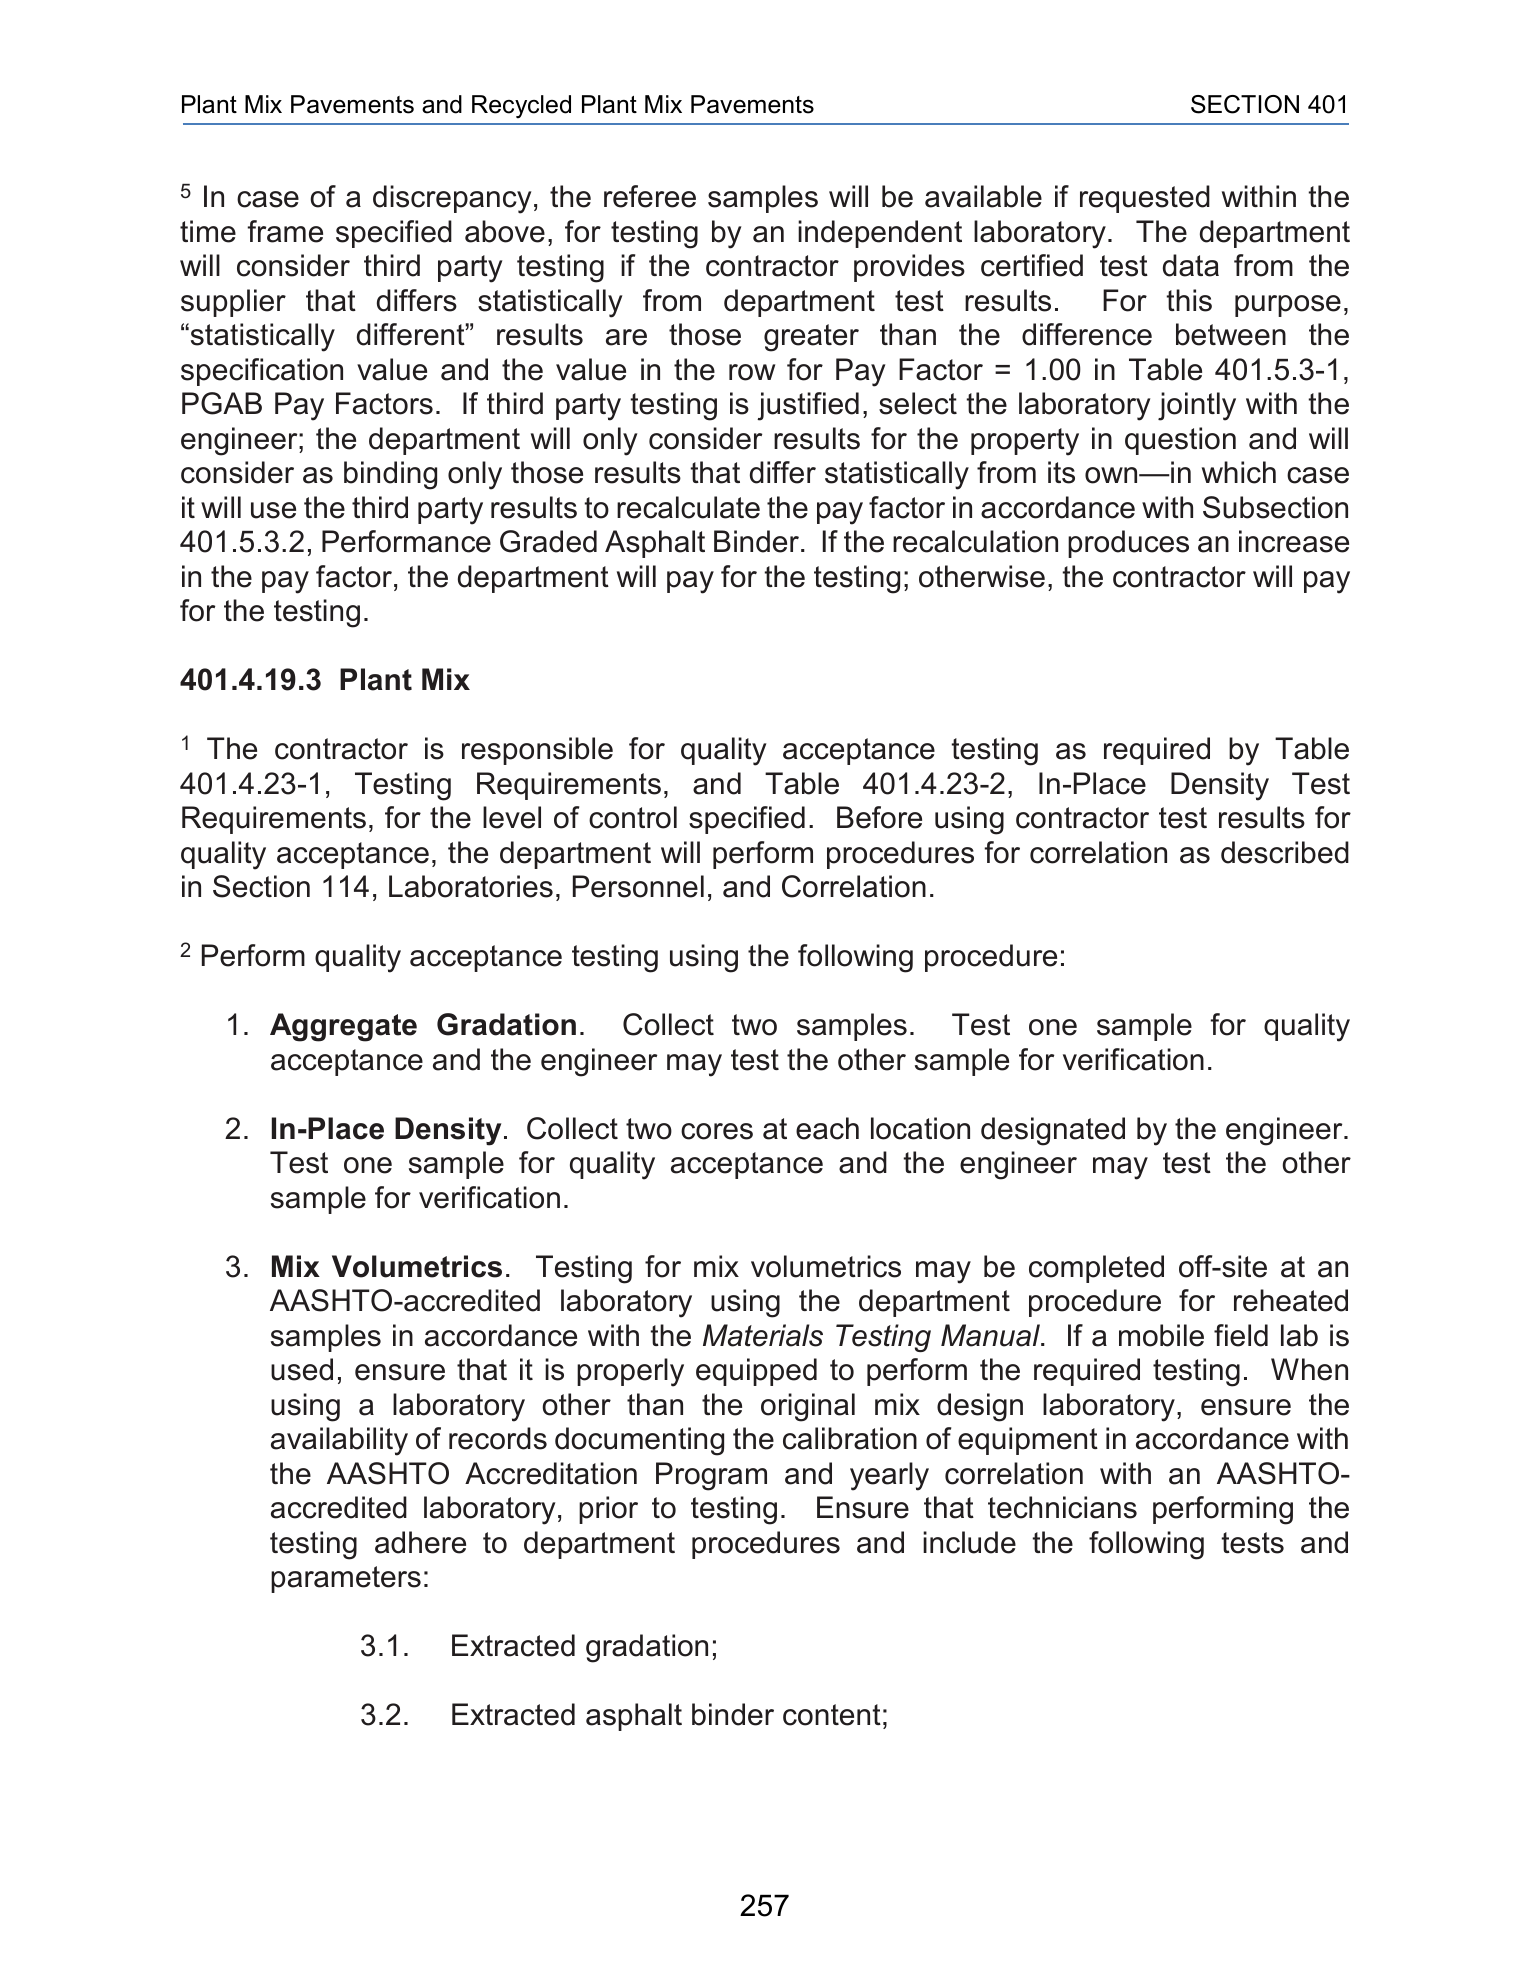 Plant Mix Pavements and Recycled Plant Mix Pavements SECTION 401
5 In case of a discrepancy, the referee samples will be available if requested within the
time frame specified above, for testing by an independent laboratory. The department
will consider third party testing if the contractor provides certified test data from the
supplier that differs statistically from department test results. For this purpose,
“statistically different” results are those greater than the difference between the
specification value and the value in the row for Pay Factor = 1.00 in Table 401.5.3-1,
PGAB Pay Factors. If third party testing is justified, select the laboratory jointly with the
engineer; the department will only consider results for the property in question and will
consider as binding only those results that differ statistically from its own—in which case
it will use the third party results to recalculate the pay factor in accordance with Subsection
401.5.3.2, Performance Graded Asphalt Binder. If the recalculation produces an increase
in the pay factor, the department will pay for the testing; otherwise, the contractor will pay
for the testing.
401.4.19.3 Plant Mix
1 The contractor is responsible for quality acceptance testing as required by Table
401.4.23-1, Testing Requirements, and Table 401.4.23-2, In-Place Density Test
Requirements, for the level of control specified. Before using contractor test results for
quality acceptance, the department will perform procedures for correlation as described
in Section 114, Laboratories, Personnel, and Correlation.
2 Perform quality acceptance testing using the following procedure:
1. Aggregate Gradation. Collect two samples. Test one sample for quality
acceptance and the engineer may test the other sample for verification.
2. In-Place Density. Collect two cores at each location designated by the engineer.
Test one sample for quality acceptance and the engineer may test the other
sample for verification.
3. Mix Volumetrics. Testing for mix volumetrics may be completed off-site at an
AASHTO-accredited laboratory using the department procedure for reheated
samples in accordance with the Materials Testing Manual. If a mobile field lab is
used, ensure that it is properly equipped to perform the required testing. When
using a laboratory other than the original mix design laboratory, ensure the
availability of records documenting the calibration of equipment in accordance with
the AASHTO Accreditation Program and yearly correlation with an AASHTO-
accredited laboratory, prior to testing. Ensure that technicians performing the
testing adhere to department procedures and include the following tests and
parameters:
3.1. Extracted gradation;
3.2. Extracted asphalt binder content;
257